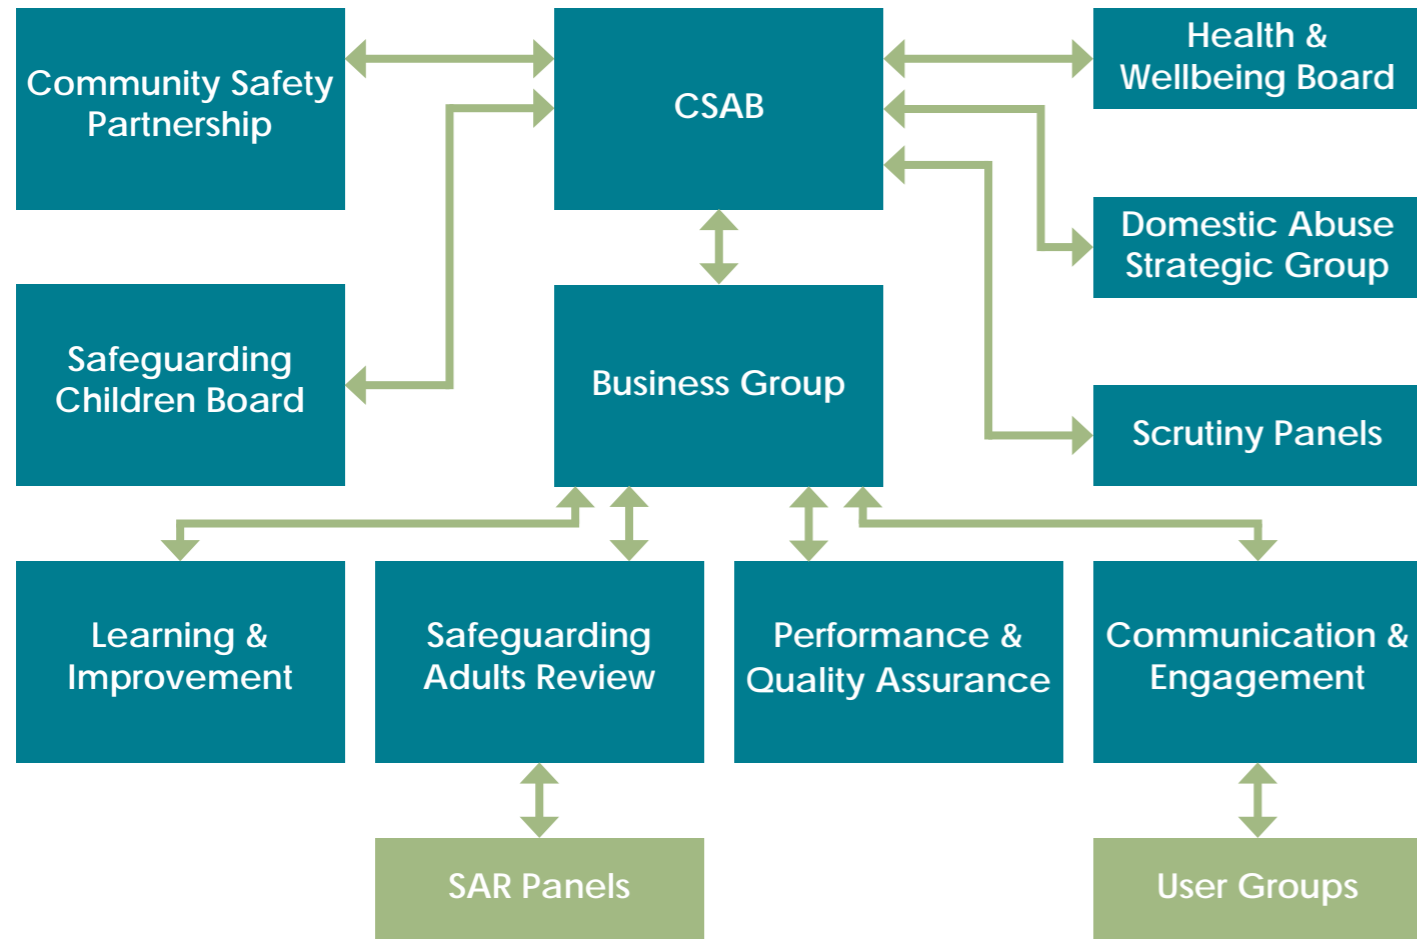 Community Safety
Partnership
CSAB
Health &
Wellbeing Board
Domestic Abuse
Strategic Group
Safeguarding
Children Board
Business Group
Scrutiny Panels
Learning &
Improvement
Safeguarding
Adults Review
Performance &
Quality Assurance
Communication &
Engagement
SAR Panels
User Groups